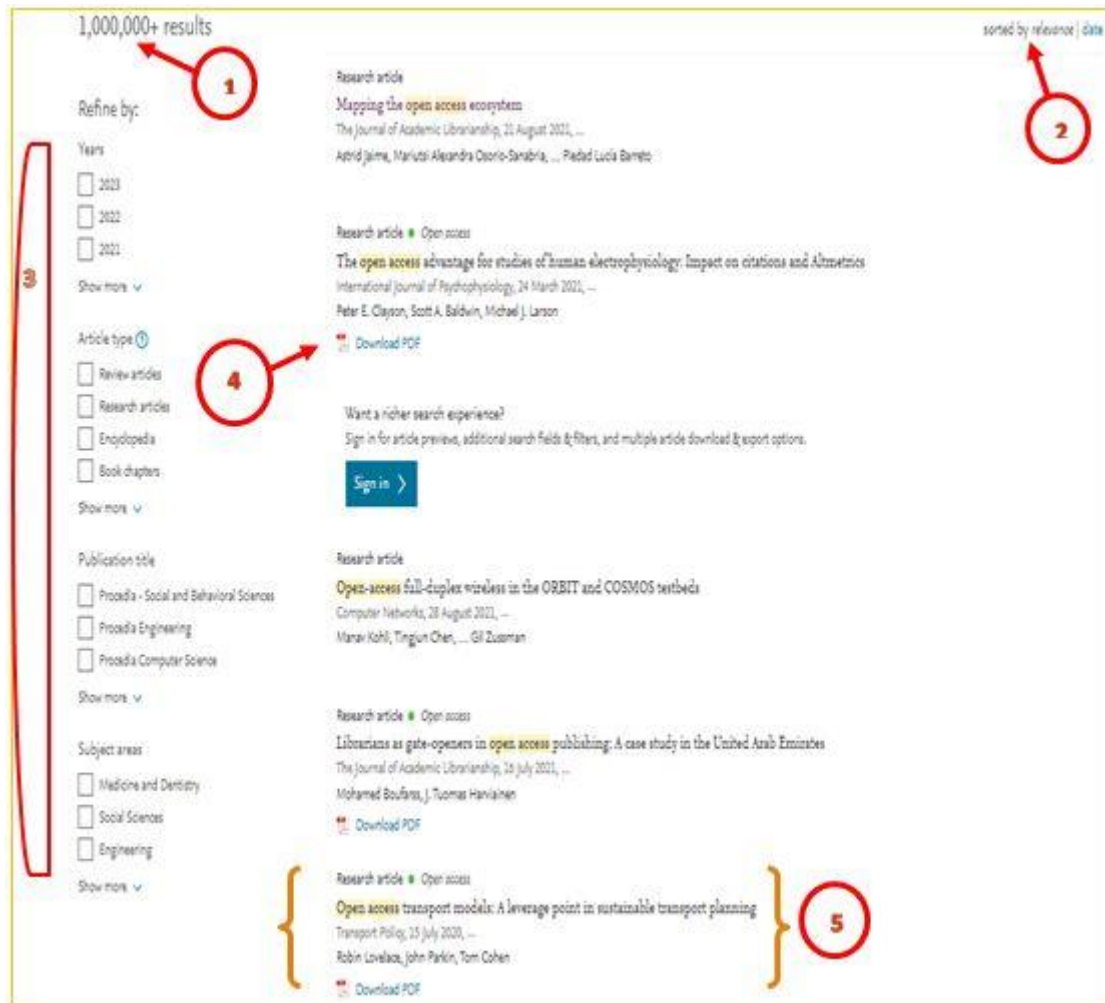 1,000,000+ results
sorted by relevance | date
1
2
Refine by:
Years
2023
2022
2021
Show more
3
Article type ?
Review articles
Research articles
Encyclopedia
Book chapters
Show more
Publication title
Procedia - Social and Behavioral Sciences
Procedia Engineering
Procedia Computer Science
Show more
Subject areas
Medicine and Dentistry
Social Sciences
Engineering
Show more
Research article
Mapping the open access ecosystem
The Journal of Academic Librarianship, 21 August 2021, ...
Astrid Jaime, Mariutsi Alexandra Osorio-Sanabria, ... Piedad Lucia Barreto
Research article Open access
The open access advantage for studies of human electrophysiology: Impact on citations and Altmetrics
International Journal of Psychophysiology, 24 March 2021, ...
Peter E. Clayson, Scott A. Baldwin, Michael J. Larson
Download PDF
4
Want a richer search experience?
Sign in for article previews, additional search fields & filters, and multiple article download & export options.
Sign in
Research article
Open-access full-duplex wireless in the ORBIT and COSMOS testbeds
Computer Networks, 28 August 2021, ...
Manav Kohli, Tingjun Chen, ... Gil Zussman
Research article Open access
Librarians as gate-openers in open access publishing: A case study in the United Arab Emirates
The Journal of Academic Librarianship, 16 July 2021, ...
Mohamed Boufarss, J. Tuomas Harviainen
Download PDF
Research article Open access
Open access transport models: A leverage point in sustainable transport planning
Transport Policy, 15 July 2020, ...
Robin Lovelace, John Parkin, Tom Cohen
Download PDF
5